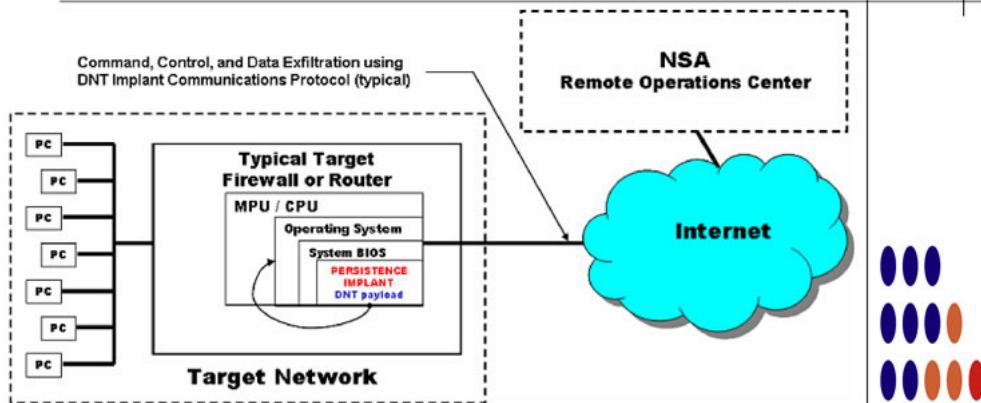 Command, Control, and Data Exfiltration using
DNT Implant Communications Protocol (typical)
NSA
Remote Operations Center
PC
PC
PC
PC
PC
PC
PC
Typical Target
Firewall or Router
MPU / CPU
Operating System
System BIOS
PERSISTENCE
IMPLANT
DNT payload
Internet
Target Network